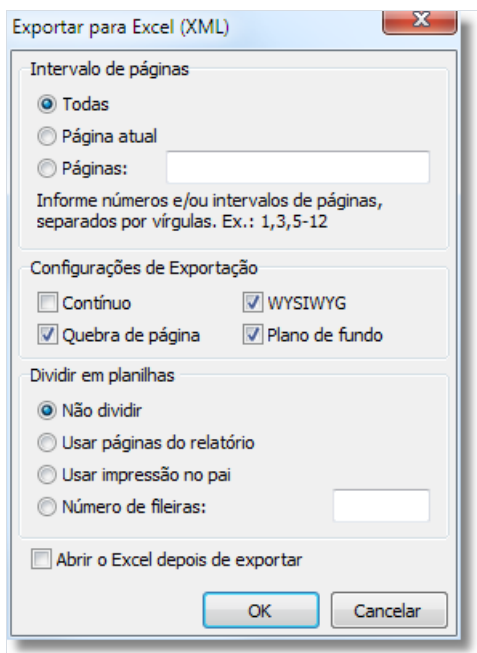 Exportar para Excel (XML)
Intervalo de páginas
Todas
Página atual
Páginas:
Informe números e/ou intervalos de páginas,
separados por vírgulas. Ex.: 1,3,5-12
Configurações de Exportação
Contínuo WYSIWYG
Quebra de página Plano de fundo
Dividir em planilhas
Não dividir
Usar páginas do relatório
Usar impressão no pai
Número de fileiras:
Abrir o Excel depois de exportar
OK Cancelar